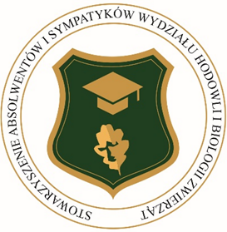 STOWARZYSZENIE ABSOLWENTÓW I SYMPATYKÓW WYDZIAŁU HODOWLI I BIOLOGII ZWIERZĄT